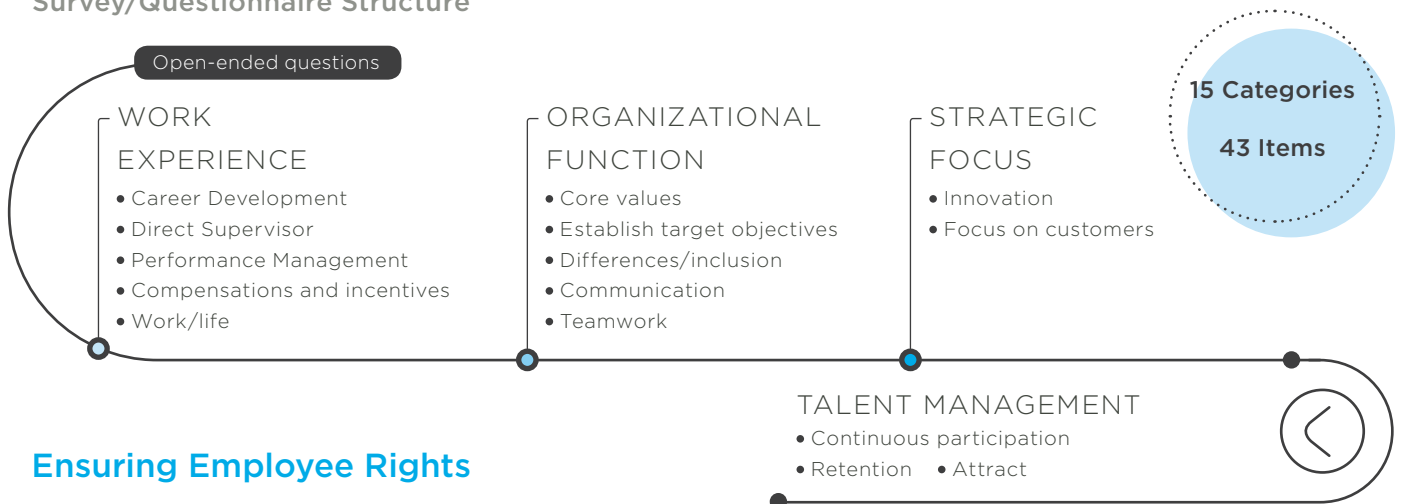 Survey/Questionnaire Structure
Open-ended questions
15 Categories
43 Items
WORK
EXPERIENCE
• Career Development
• Direct Supervisor
• Performance Management
• Compensations and incentives
• Work/life
ORGANIZATIONAL
FUNCTION
• Core values
• Establish target objectives
• Differences/inclusion
• Communication
• Teamwork
STRATEGIC
FOCUS
• Innovation
• Focus on customers
TALENT MANAGEMENT
• Continuous participation
• Retention • Attract
Ensuring Employee Rights